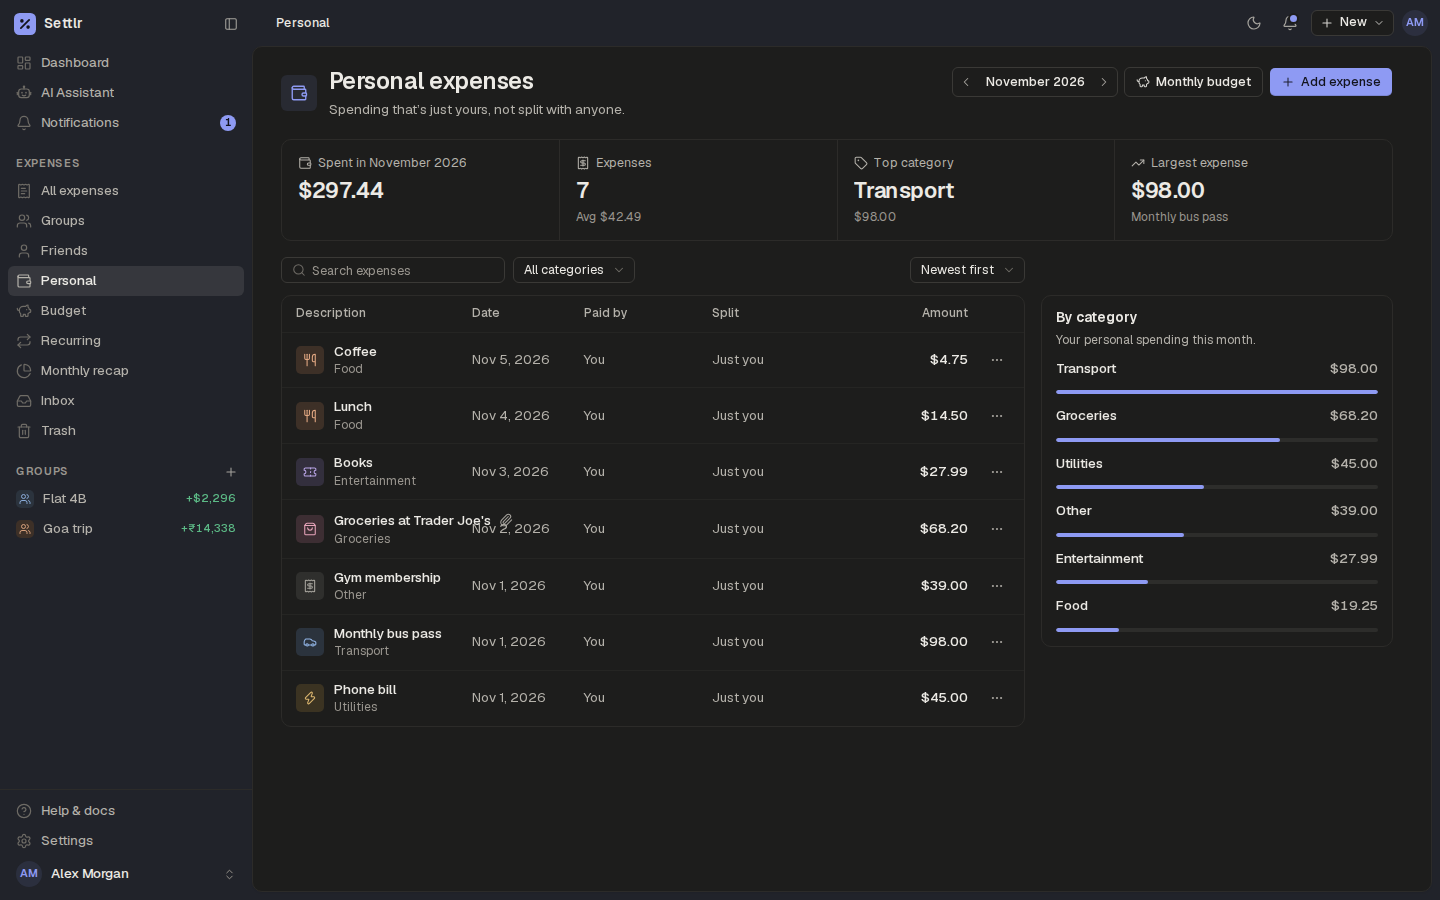 Settlr
Personal
New
AM
Dashboard
AI Assistant
Notifications
1
EXPENSES
All expenses
Groups
Friends
Personal
Budget
Recurring
Monthly recap
Inbox
Trash
GROUPS
Flat 4B
+$2,296
Goa trip
+₹14,338
Help & docs
Settings
AM
Alex Morgan
Personal expenses
Spending that's just yours, not split with anyone.
November 2026
Monthly budget
Add expense
Spent in November 2026
$297.44
Expenses
7
Avg $42.49
Top category
Transport
$98.00
Largest expense
$98.00
Monthly bus pass
Search expenses
All categories
Newest first
Description Date Paid by Split Amount
Coffee
Food
Nov 5, 2026 You Just you $4.75
Lunch
Food
Nov 4, 2026 You Just you $14.50
Books
Entertainment
Nov 3, 2026 You Just you $27.99
Groceries at Trader Joe's
Groceries
Nov 2, 2026 You Just you $68.20
Gym membership
Other
Nov 1, 2026 You Just you $39.00
Monthly bus pass
Transport
Nov 1, 2026 You Just you $98.00
Phone bill
Utilities
Nov 1, 2026 You Just you $45.00
By category
Your personal spending this month.
Transport $98.00
Groceries $68.20
Utilities $45.00
Other $39.00
Entertainment $27.99
Food $19.25